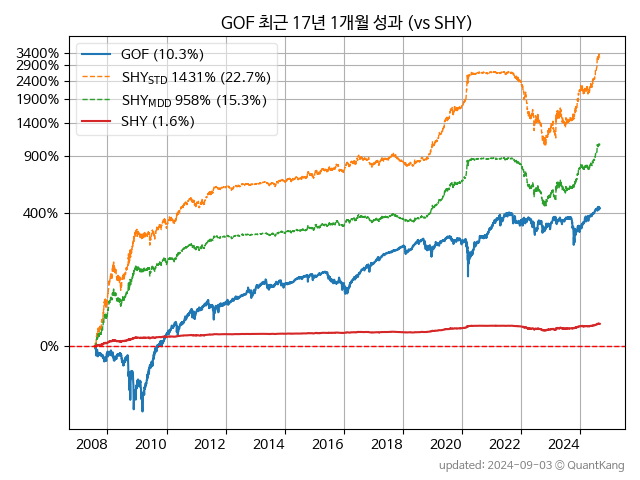 GOF 최근 17년 1개월 성과 (vs SHY)
3400%
2900%
2400%
1900%
1400%
900%
400%
0%
GOF (10.3%)
SHY_STD 1431% (22.7%)
SHY_MDD 958% (15.3%)
SHY (1.6%)
2008 2010 2012 2014 2016 2018 2020 2022 2024
updated: 2024-09-03 © QuantKang